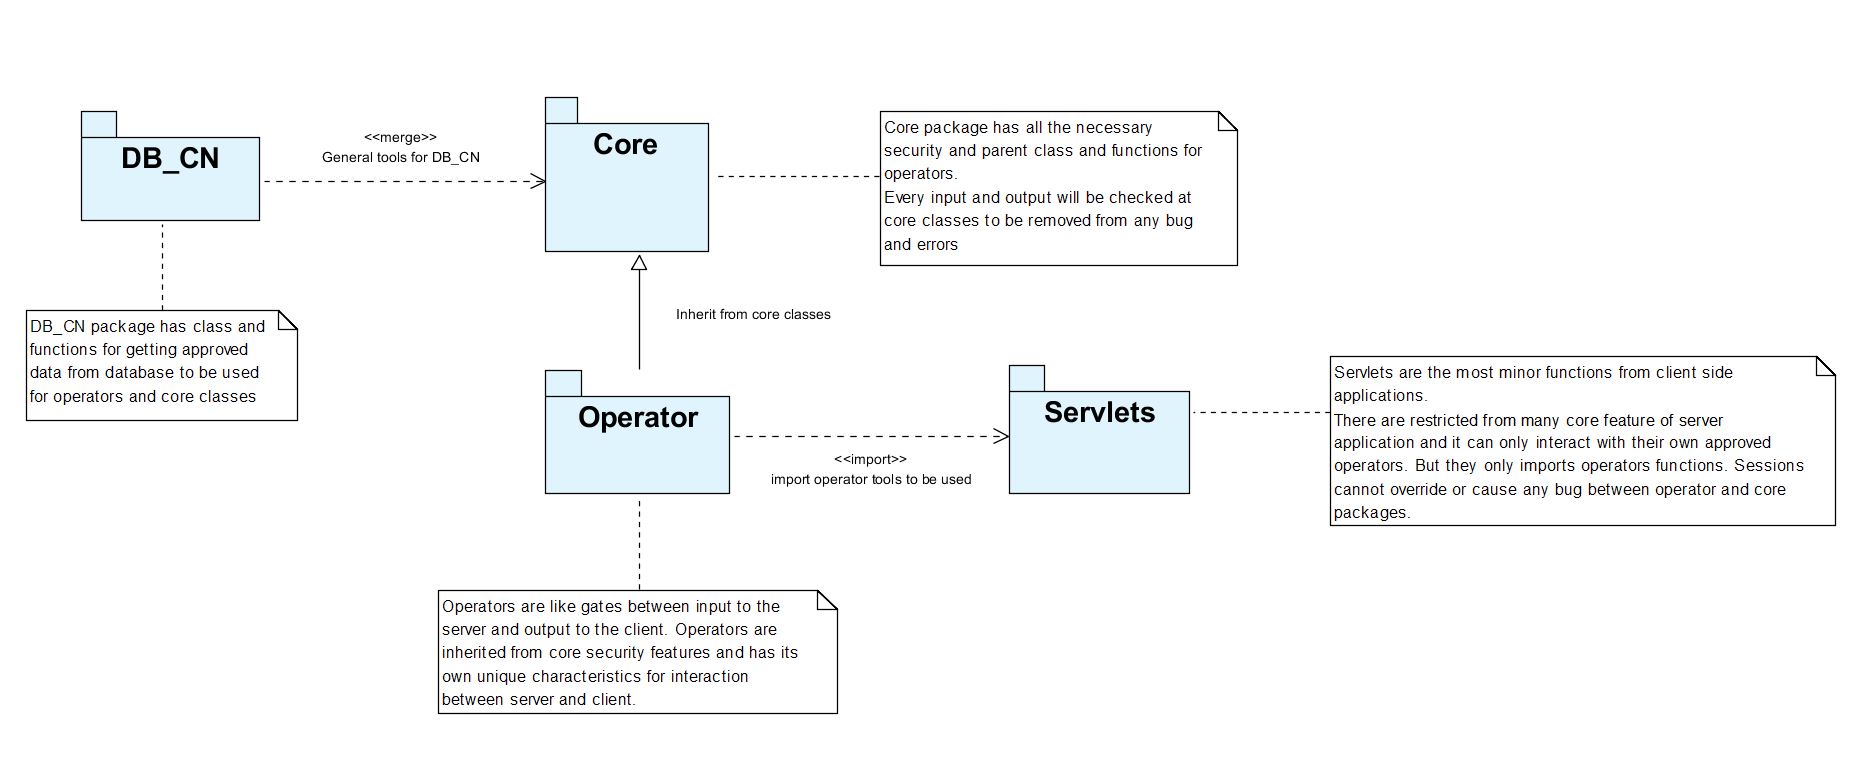 DB_CN
<<merge>>
General tools for DB_CN
Core
Core package has all the necessary
security and parent class and functions for
operators.
Every input and output will be checked at
core classes to be removed from any bug
and errors
DB_CN package has class and
functions for getting approved
data from database to be used
for operators and core classes
Inherit from core classes
Operator
<<import>>
import operator tools to be used
Servlets
Servlets are the most minor functions from client side
applications.
There are restricted from many core feature of server
application and it can only interact with their own approved
operators. But they only imports operators functions. Sessions
cannot override or cause any bug between operator and core
packages.
Operators are like gates between input to the
server and output to the client. Operators are
inherited from core security features and has its
own unique characteristics for interaction
between server and client.